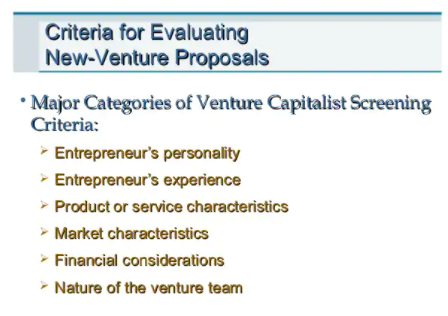 Criteria for Evaluating
New-Venture Proposals
• Major Categories of Venture Capitalist Screening
Criteria:
➢ Entrepreneur's personality
➢ Entrepreneur's experience
➢ Product or service characteristics
➢ Market characteristics
➢ Financial considerations
➢ Nature of the venture team